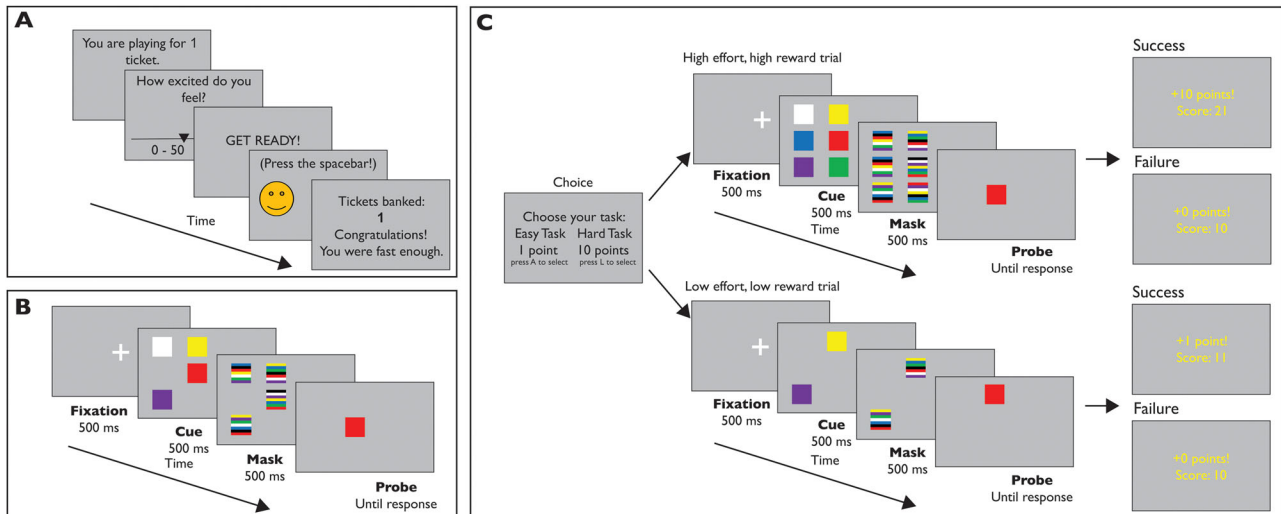 A
You are playing for 1
ticket.
How excited do you
feel?
0 - 50
GET READY!
(Press the spacebar!)
Tickets banked:
1
Congratulations!
You were fast enough.
Time
B
Fixation
500 ms
Cue
500 ms
Time
Mask
500 ms
Probe
Until response
C
Choice
Choose your task:
Easy Task Hard Task
1 point 10 points
press A to select press L to select
High effort, high reward trial
Fixation
500 ms
Cue
500 ms
Time
Mask
500 ms
Probe
Until response
Success
+10 points!
Score: 21
Failure
+0 points!
Score: 10
Low effort, low reward trial
Fixation
500 ms
Cue
500 ms
Time
Mask
500 ms
Probe
Until response
Success
+1 point!
Score: 11
Failure
+0 points!
Score: 10